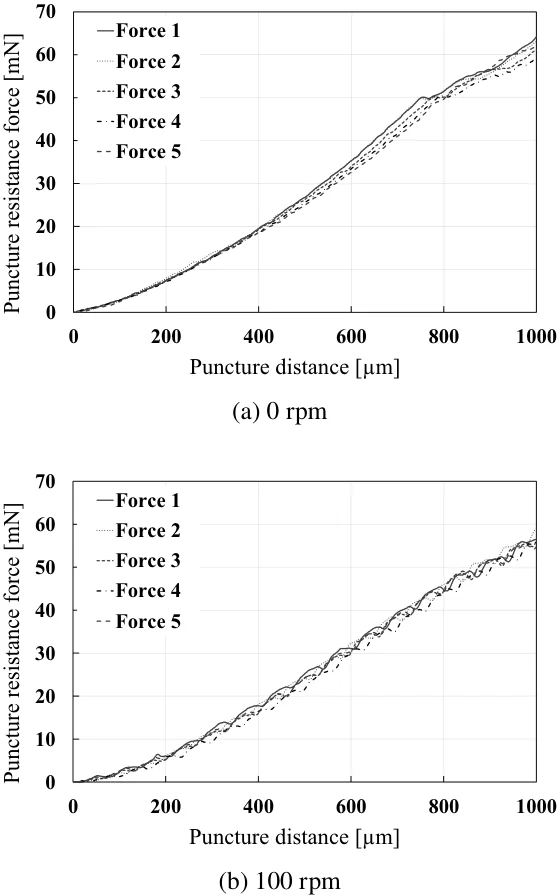 Puncture resistance force [mN]
70
60
50
40
30
20
10
0
Force 1
Force 2
Force 3
Force 4
Force 5
0 200 400 600 800 1000
Puncture distance [µm]
(a) 0 rpm
Puncture resistance force [mN]
70
60
50
40
30
20
10
0
Force 1
Force 2
Force 3
Force 4
Force 5
0 200 400 600 800 1000
Puncture distance [µm]
(b) 100 rpm